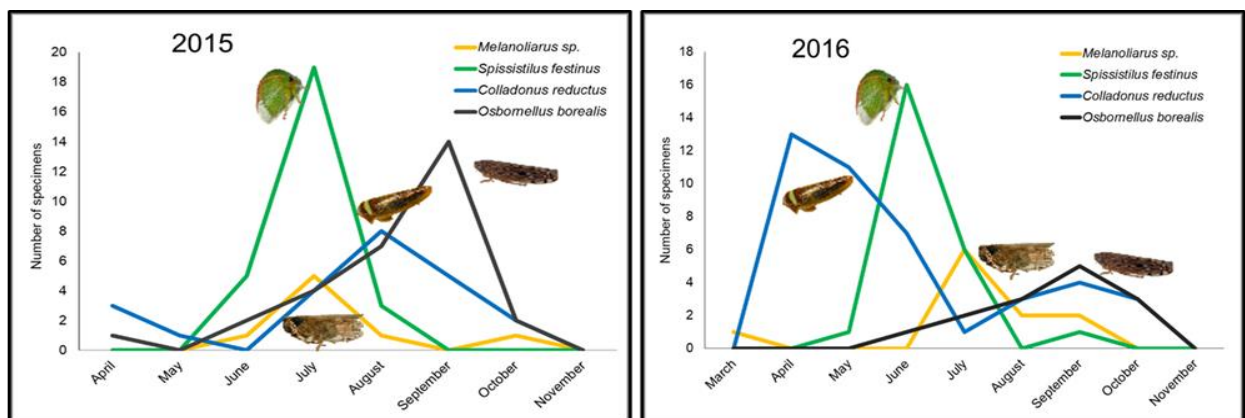 2015
Melanoliarus sp.
Spissistilus festinus
Colladonus reductus
Osbornellus borealis
Number of specimens
20
18
16
14
12
10
8
6
4
2
0
April
May
June
July
August
September
October
November
2016
Melanoliarus sp.
Spissistilus festinus
Colladonus reductus
Osbornellus borealis
Number of specimens
18
16
14
12
10
8
6
4
2
0
March
April
May
June
July
August
September
October
November